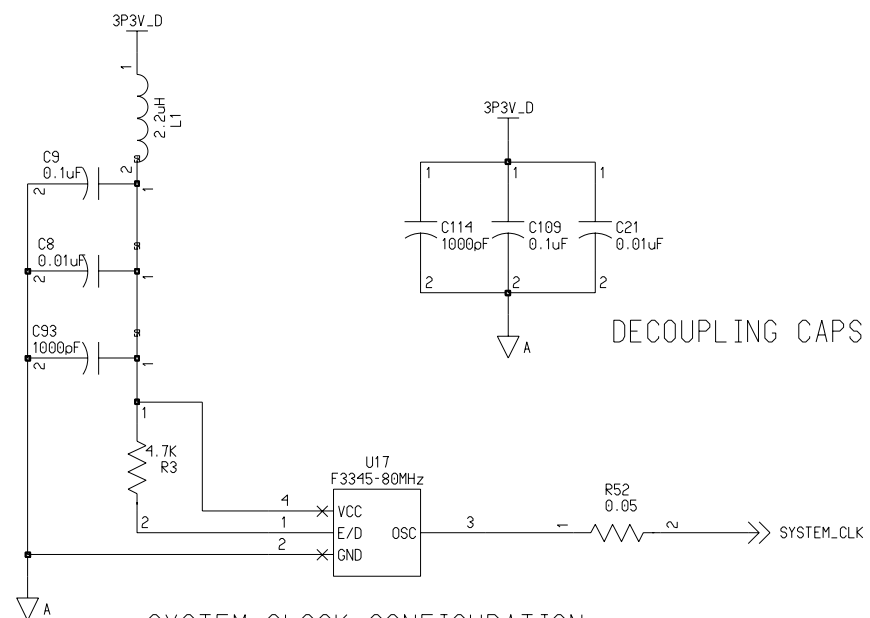 3P3V_D
1
2.2uH
L1
2
C9
0.1uF
2
1
C8
0.01uF
2
1
C93
1000pF
2
1
1
4.7K
R3
2
3P3V_D
1
1
1
C114
1000pF
C109
0.1uF
C21
0.01uF
2
2
2
A
DECOUPLING CAPS
U17
F3345-80MHz
4
VCC
1
E/D
2
GND
OSC
3
R52
0.05
1
2
SYSTEM_CLK
A
SYSTEM CLOCK CONFIGURATION